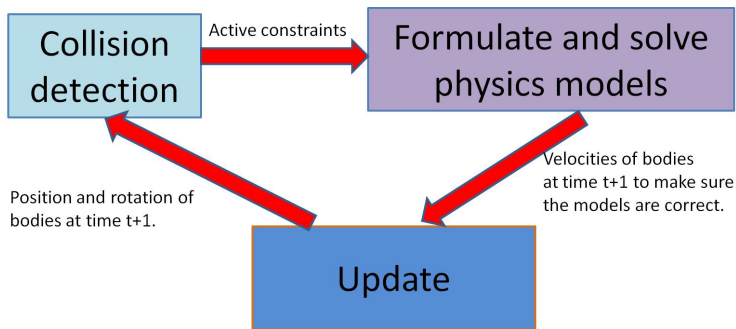 Collision
detection
Active constraints
Formulate and solve
physics models
Velocities of bodies
at time t+1 to make sure
the models are correct.
Position and rotation of
bodies at time t+1.
Update